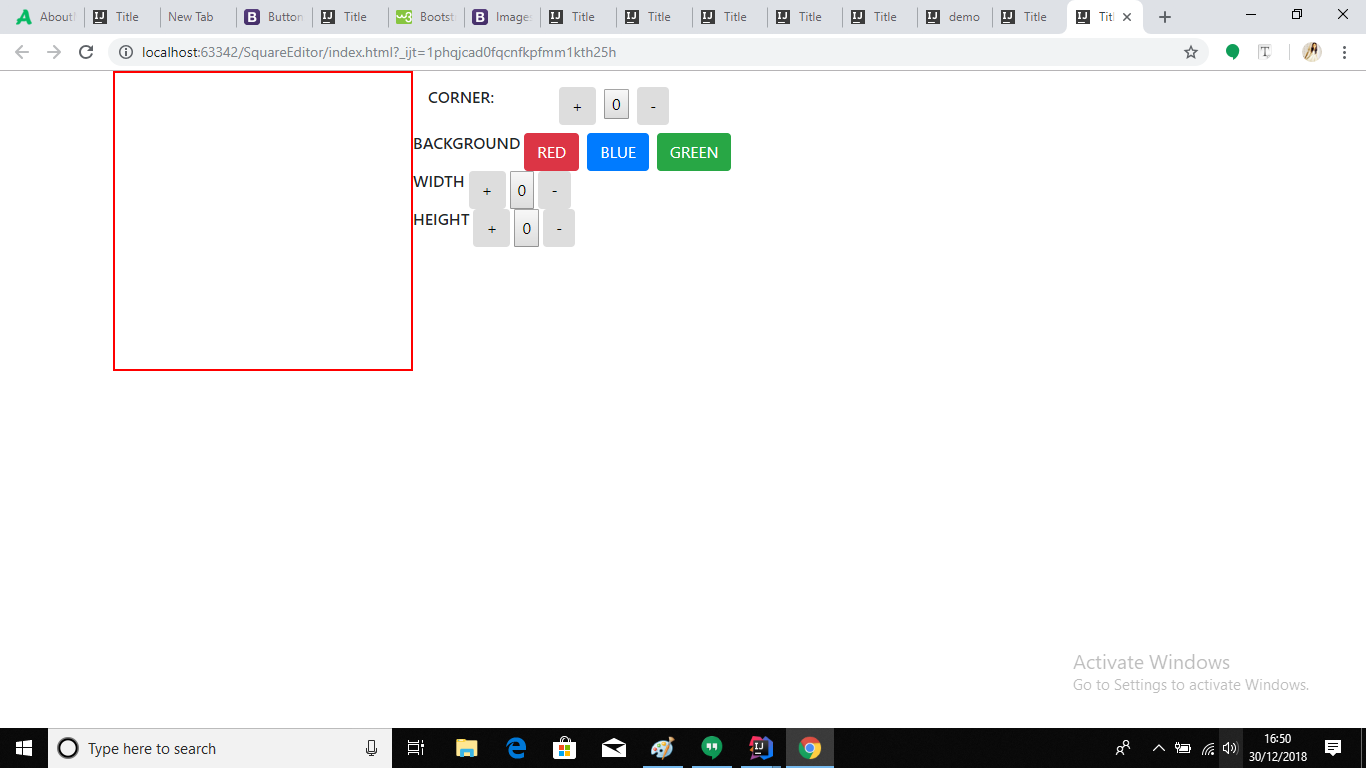 About Title New Tab Button Title Bootst Images Title Title Title Title Title demo Title Titl
localhost:63342/SquareEditor/index.html?_ijt=1phqjcad0fqcnfkpfmm1kth25h
CORNER: + 0 -
BACKGROUND RED BLUE GREEN
WIDTH + 0 -
HEIGHT + 0 -
Activate Windows
Go to Settings to activate Windows.
Type here to search
16:50
30/12/2018